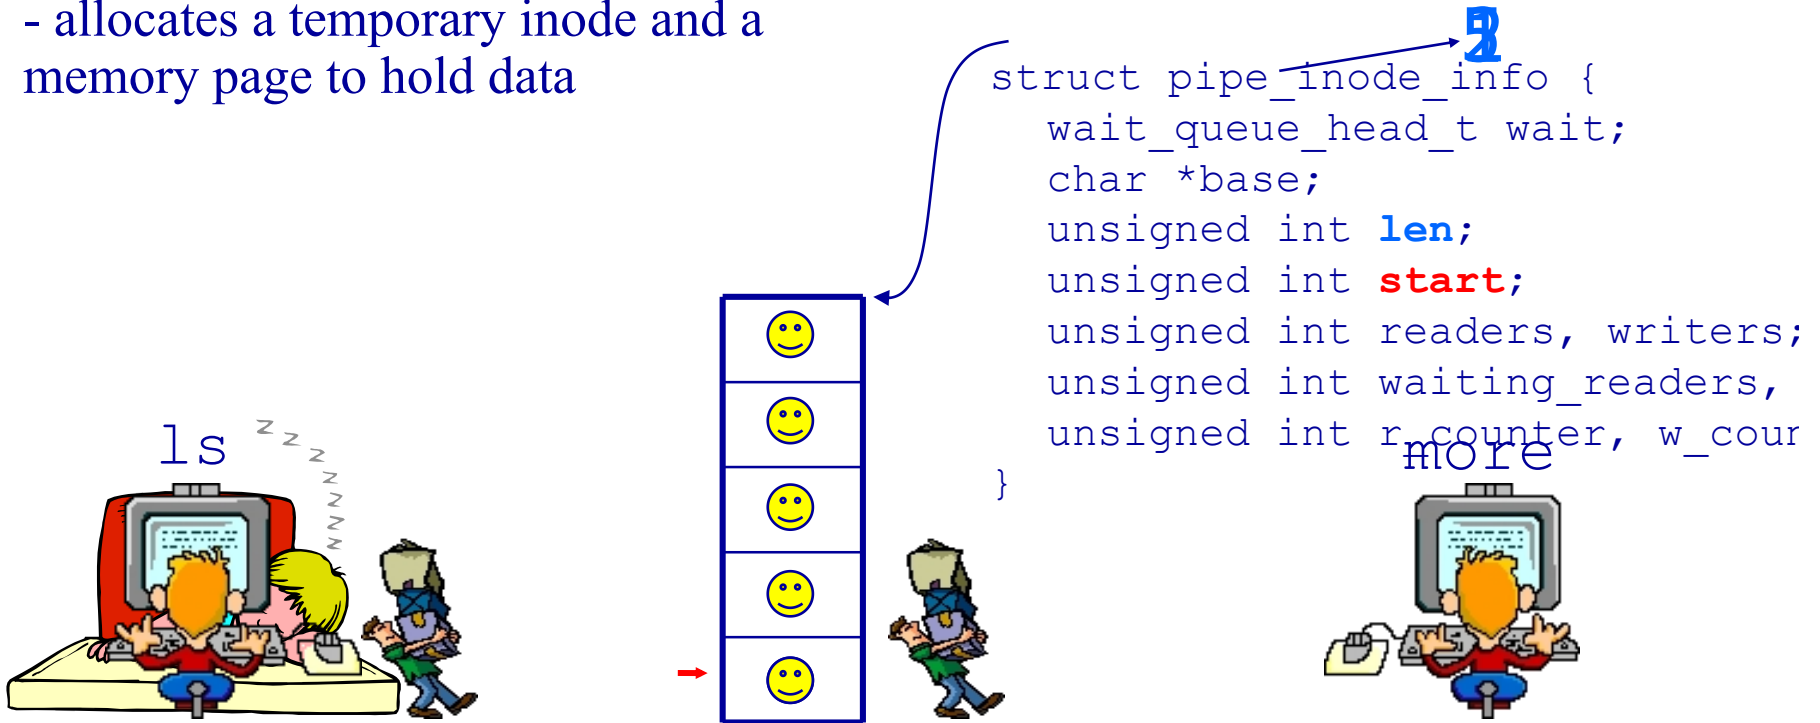 - allocates a temporary inode and a
memory page to hold data
struct pipe_inode_info {
wait_queue_head_t wait;
char *base;
unsigned int len;
unsigned int start;
unsigned int readers, writers;
unsigned int waiting_readers,
unsigned int r_counter, w_coun
}
ls
z z z z z z z
more